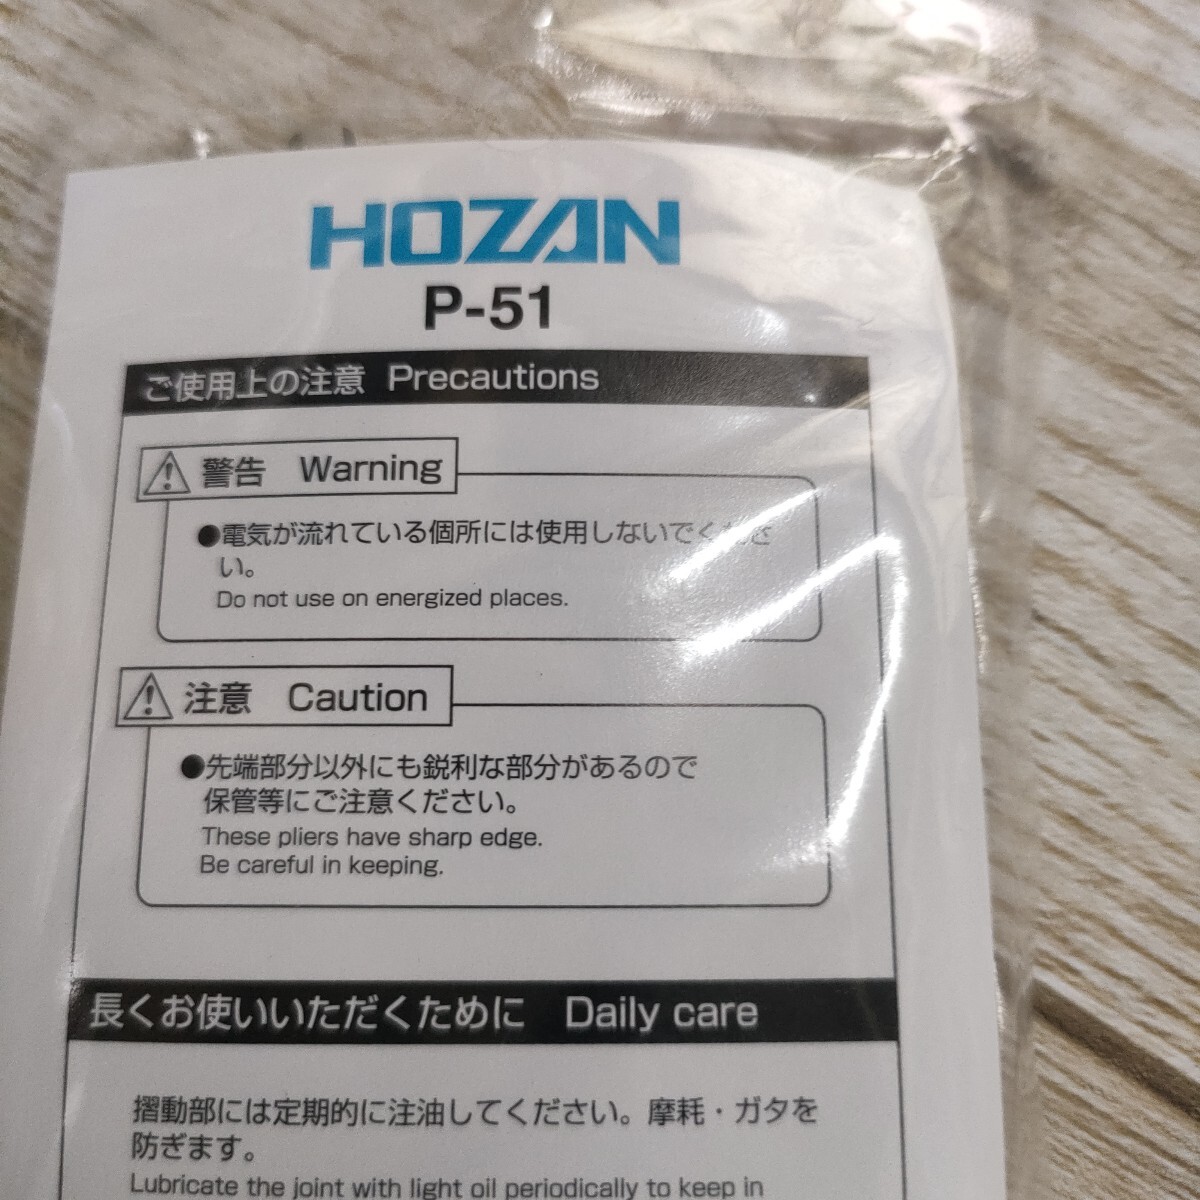 HOZAN
P-51
ご使用上の注意 Precautions
警告 Warning
●電気が流れている個所には使用しないでくださ
い。
Do not use on energized places.
注意 Caution
●先端部分以外にも鋭利な部分があるので
保管等にご注意ください。
These pliers have sharp edge.
Be careful in keeping.
長くお使いいただくために Daily care
摺動部には定期的に注油してください。摩耗・ガタを
防ぎます。
Lubricate the joint with light oil periodically to keep in